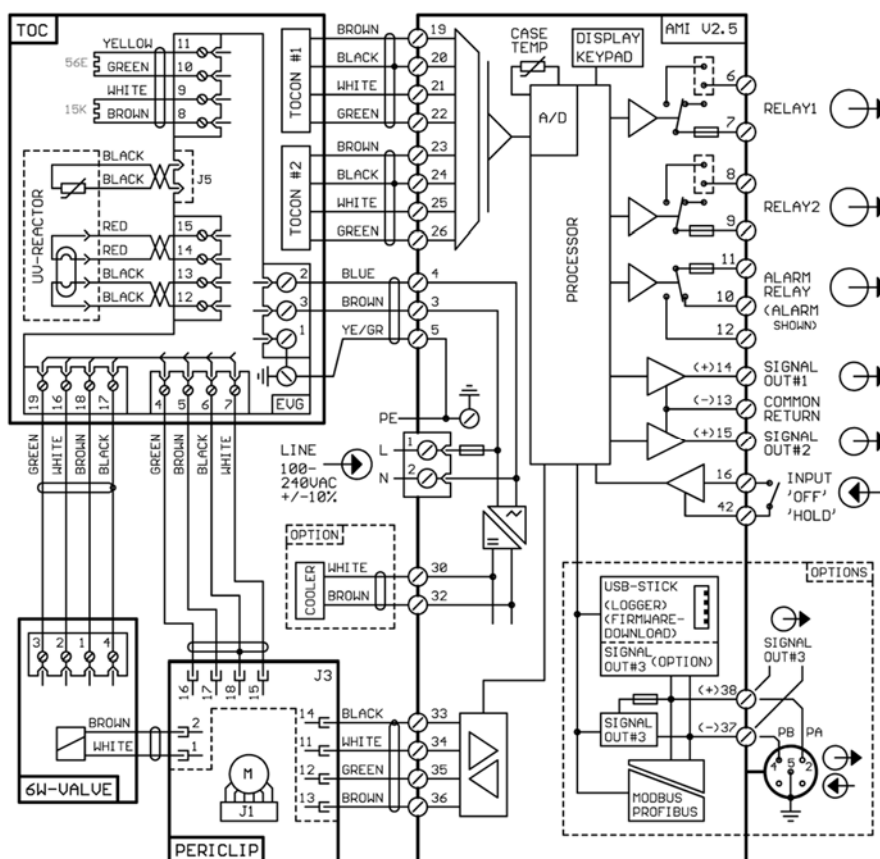 TOC
YELLOW 11
56E
GREEN 10
WHITE 9
15K
BROWN 8
BLACK
BLACK
J5
UV-REACTOR
RED 15
RED 14
BLACK 13
BLACK 12
2
3
1
EVG
19
16
18
17
4
5
6
7
TOCON #1
BROWN 19
BLACK 20
WHITE 21
GREEN 22
TOCON #2
BROWN 23
BLACK 24
WHITE 25
GREEN 26
BLUE 4
BROWN 3
YE/GR 5
PE
LINE
100-
240VAC
+/-10%
L 1
N 2
OPTION
COOLER
WHITE 30
BROWN 32
GREEN
WHITE
BROWN
BLACK
GREEN
BROWN
BLACK
WHITE
3
2
1
4
BROWN 2
WHITE 1
6W-VALVE
16
17
18
15
J3
14 BLACK 33
11 WHITE 34
12 GREEN 35
13 BROWN 36
M
J1
PERICLIP
CASE
TEMP
DISPLAY
KEYPAD
AMI V2.5
A/D
PROCESSOR
6
RELAY1
7
8
RELAY2
9
11
ALARM
10 RELAY
(ALARM
SHOWN)
12
(+)14 SIGNAL
OUT#1
(-)13 COMMON
RETURN
(+)15 SIGNAL
OUT#2
16 INPUT
'OFF'
42 'HOLD'
OPTIONS
USB-STICK
(LOGGER)
(FIRMWARE-
DOWNLOAD)
SIGNAL
OUT#3 (OPTION)
SIGNAL
OUT#3
(+)38
SIGNAL
OUT#3
(-)37
PB PA
4 5 2
MODBUS
PROFIBUS